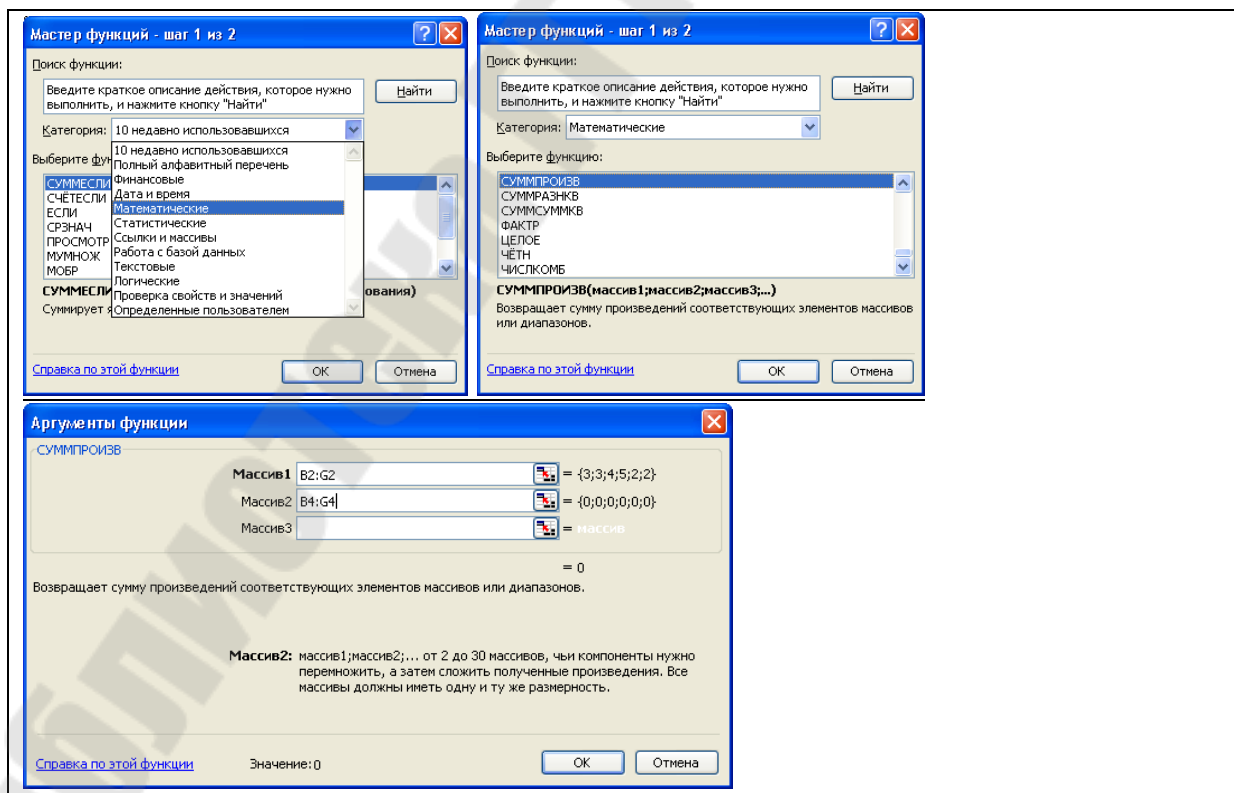 Мастер функций - шаг 1 из 2
Поиск функции:
Введите краткое описание действия, которое нужно
выполнить, и нажмите кнопку "Найти"
Найти
Категория: 10 недавно использовавшихся
10 недавно использовавшихся
Полный алфавитный перечень
Финансовые
Дата и время
Математические
Статистические
Ссылки и массивы
Работа с базой данных
Текстовые
Логические
Проверка свойств и значений
Определенные пользователем
Выберите фун
СУММЕСЛИ
СЧЁТЕСЛИ
ЕСЛИ
СРЗНАЧ
ПРОСМОТР
МУМНОЖ
МОБР
СУММЕСЛИ ования)
Суммирует я
Справка по этой функции
ОК Отмена
Мастер функций - шаг 1 из 2
Поиск функции:
Введите краткое описание действия, которое нужно
выполнить, и нажмите кнопку "Найти"
Найти
Категория: Математические
Выберите функцию:
СУММПРОИЗВ
СУММРАЗНКВ
СУММСУММКВ
ФАКТР
ЦЕЛОЕ
ЧЁТН
ЧИСЛКОМБ
СУММПРОИЗВ(массив1;массив2;массив3;...)
Возвращает сумму произведений соответствующих элементов массивов
или диапазонов.
Справка по этой функции
ОК Отмена
Аргументы функции
СУММПРОИЗВ
Массив1 B2:G2 = {3;3;4;5;2;2}
Массив2 B4:G4 = {0;0;0;0;0;0}
Массив3 = массив
= 0
Возвращает сумму произведений соответствующих элементов массивов или диапазонов.
Массив2: массив1;массив2;... от 2 до 30 массивов, чьи компоненты нужно
перемножить, а затем сложить полученные произведения. Все
массивы должны иметь одну и ту же размерность.
Справка по этой функции
Значение:0
ОК Отмена